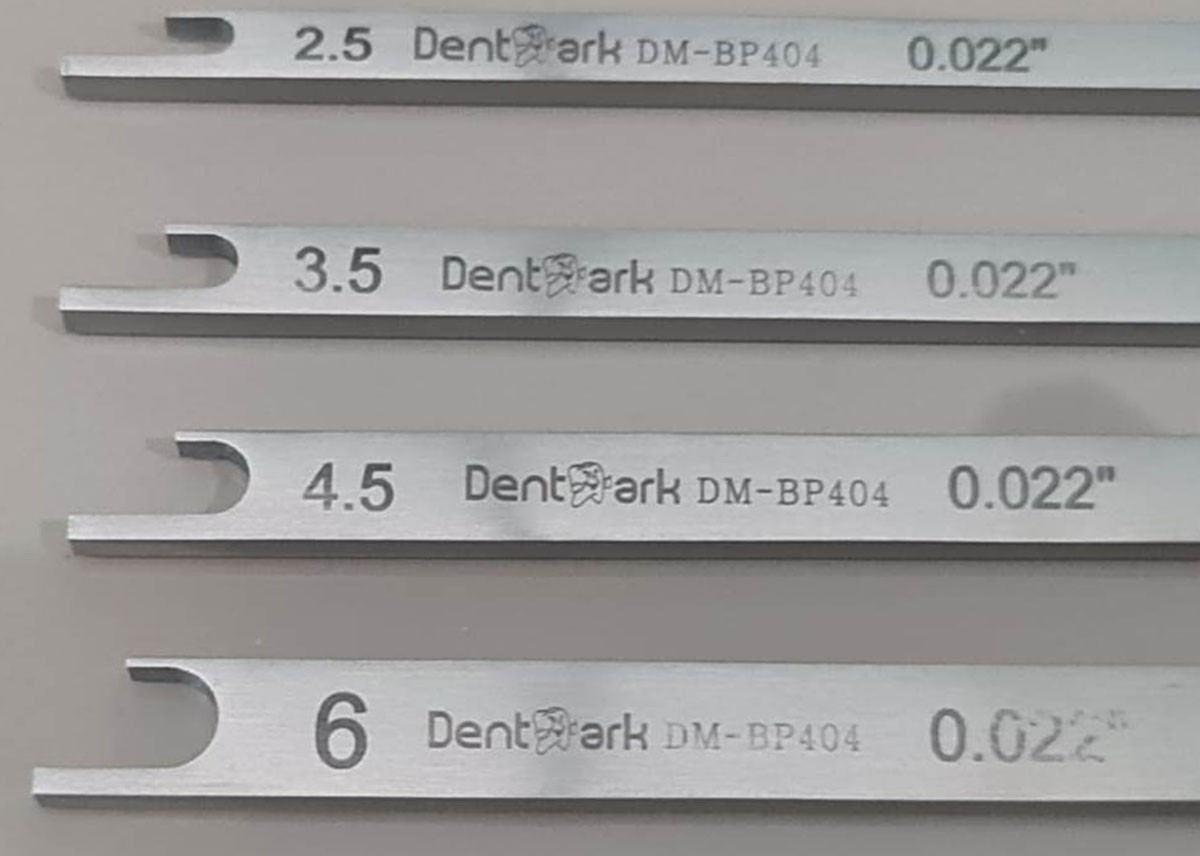 2.5 DentMark DM-BP404 0.022"
3.5 DentMark DM-BP404 0.022"
4.5 DentMark DM-BP404 0.022"
6 DentMark DM-BP404 0.022"